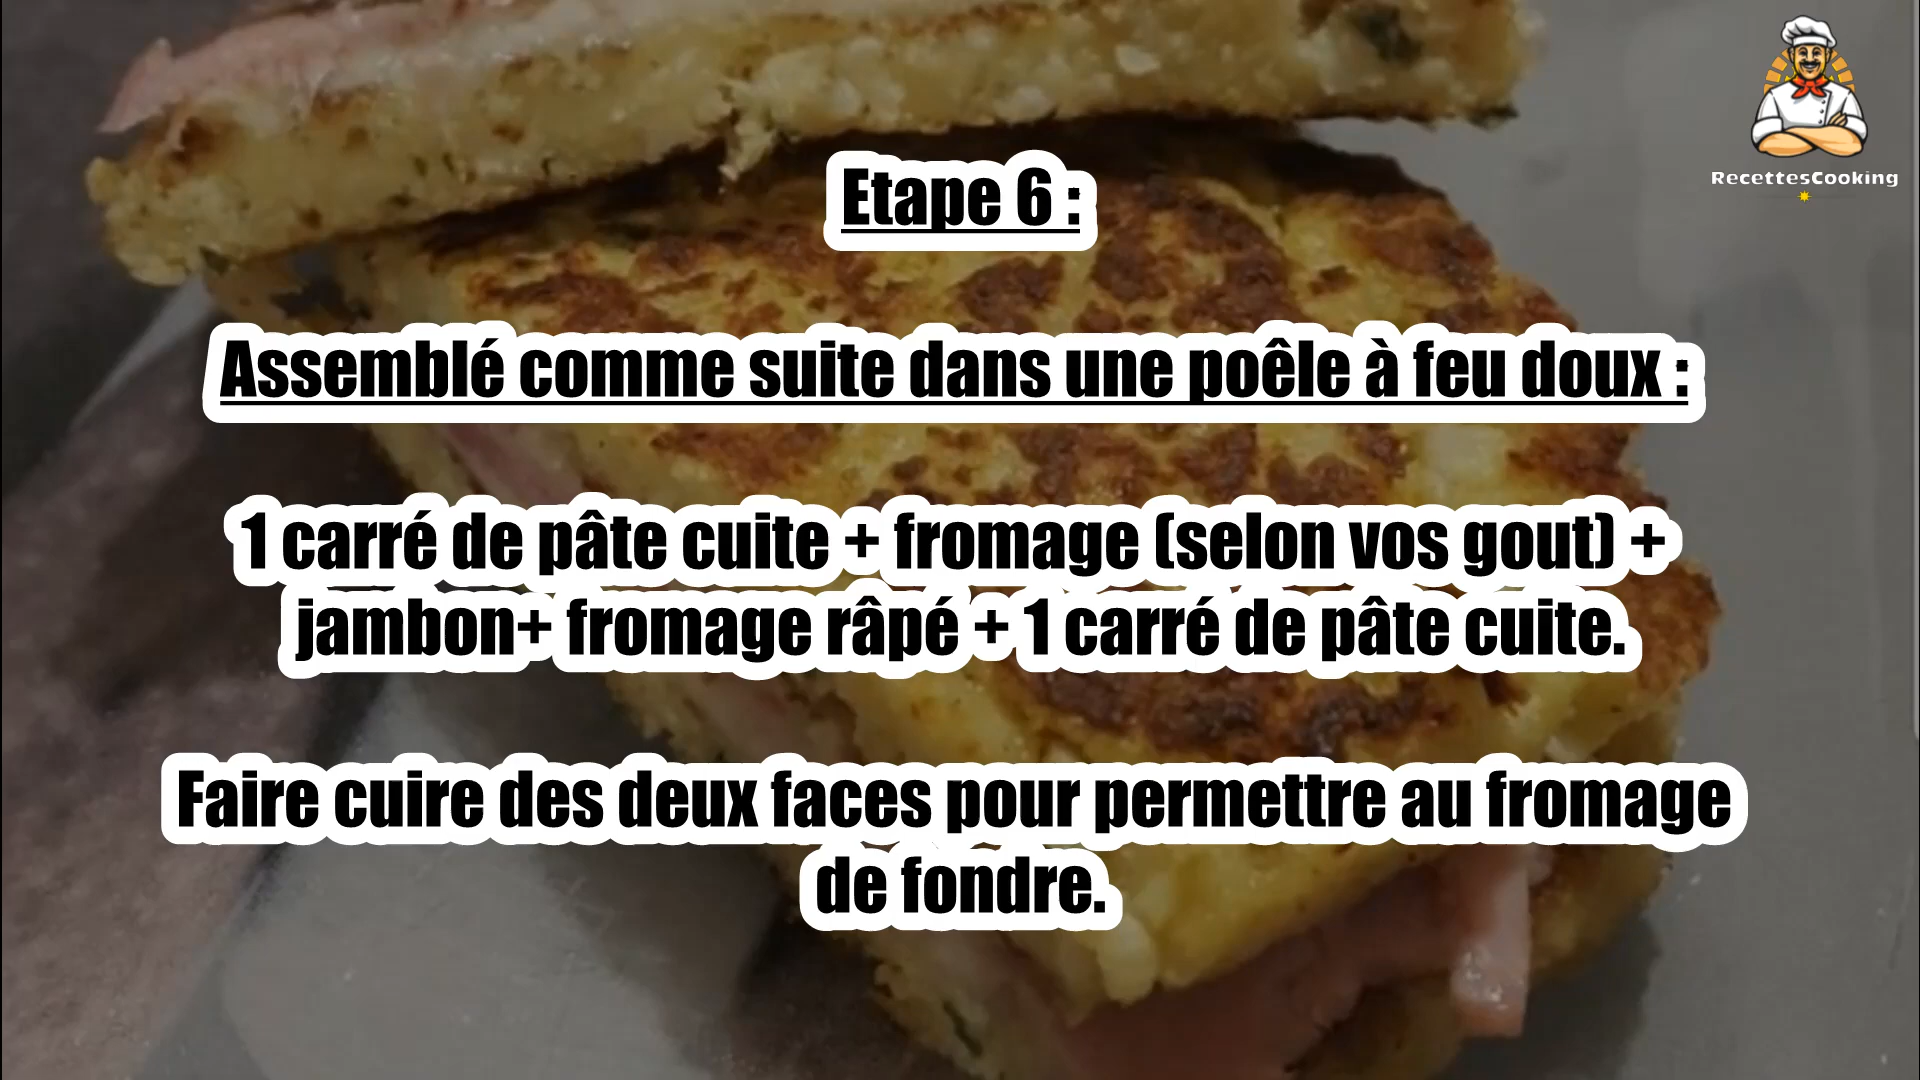 RecettesCooking
Etape 6 :
Assemblé comme suite dans une poêle à feu doux :
1 carré de pâte cuite + fromage (selon vos gout) +
jambon+ fromage râpé + 1 carré de pâte cuite.
Faire cuire des deux faces pour permettre au fromage
de fondre.